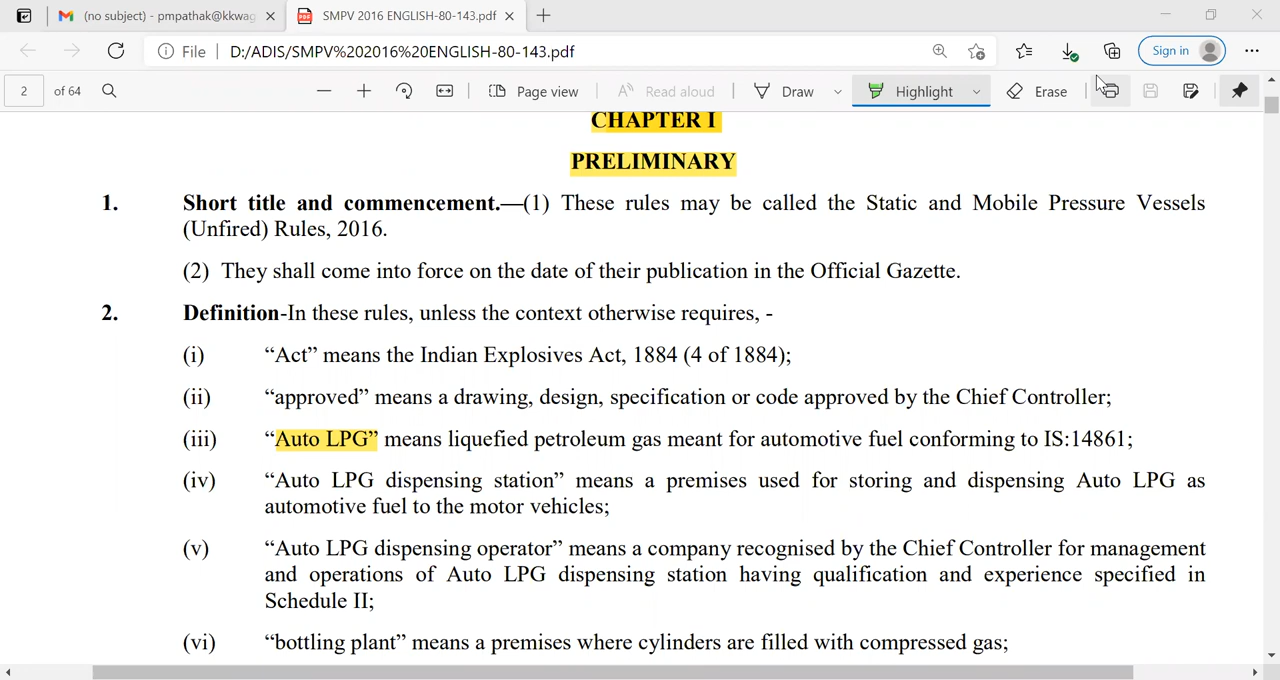 (no subject) - pmpathak@kkwag
SMPV 2016 ENGLISH-80-143.pdf
File
D:/ADIS/SMPV%202016%20ENGLISH-80-143.pdf
Sign in
2 of 64
Page view
Read aloud
Draw
Highlight
Erase
CHAPTER I
PRELIMINARY
1. Short title and commencement.—(1) These rules may be called the Static and Mobile Pressure Vessels
(Unfired) Rules, 2016.
(2) They shall come into force on the date of their publication in the Official Gazette.
2. Definition-In these rules, unless the context otherwise requires, -
(i) “Act” means the Indian Explosives Act, 1884 (4 of 1884);
(ii) “approved” means a drawing, design, specification or code approved by the Chief Controller;
(iii) “Auto LPG” means liquefied petroleum gas meant for automotive fuel conforming to IS:14861;
(iv) “Auto LPG dispensing station” means a premises used for storing and dispensing Auto LPG as
automotive fuel to the motor vehicles;
(v) “Auto LPG dispensing operator” means a company recognised by the Chief Controller for management
and operations of Auto LPG dispensing station having qualification and experience specified in
Schedule II;
(vi) “bottling plant” means a premises where cylinders are filled with compressed gas;